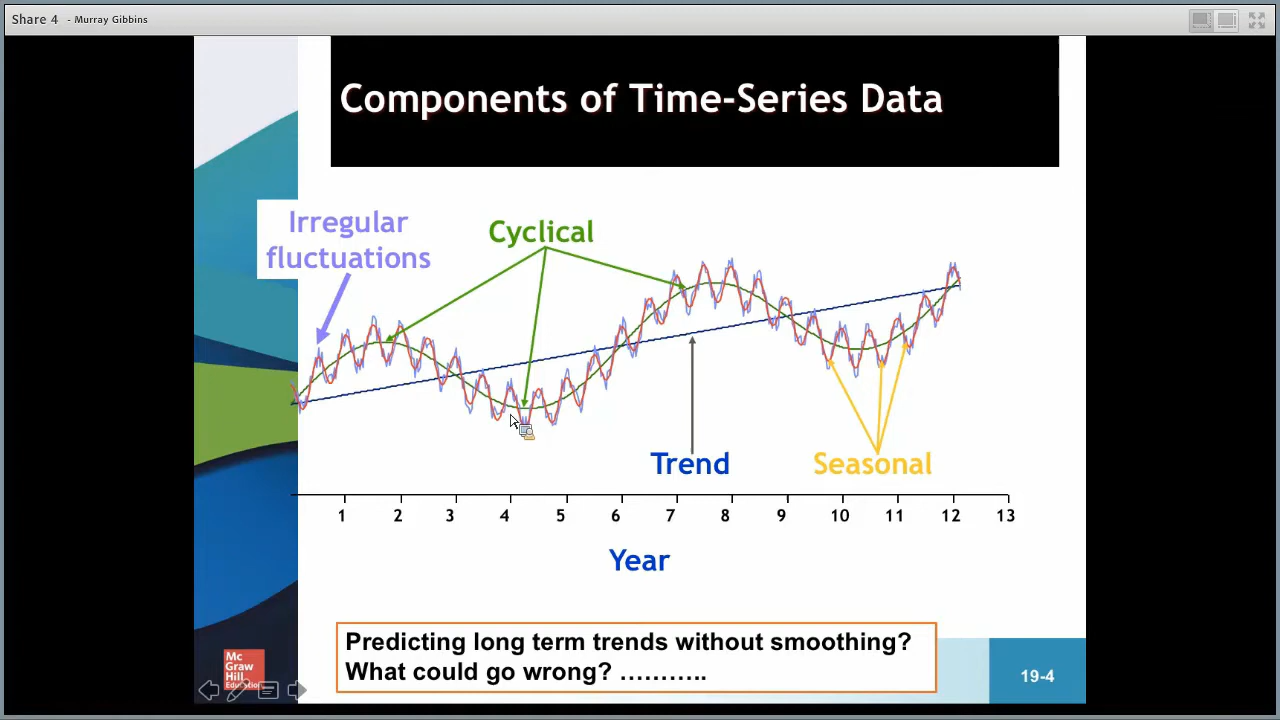 Share 4 - Murray Gibbins
Components of Time-Series Data
Irregular
fluctuations
Cyclical
Trend
Seasonal
1 2 3 4 5 6 7 8 9 10 11 12 13
Year
Predicting long term trends without smoothing?
What could go wrong? ………..
Mc
Graw
Hill
Education
19-4